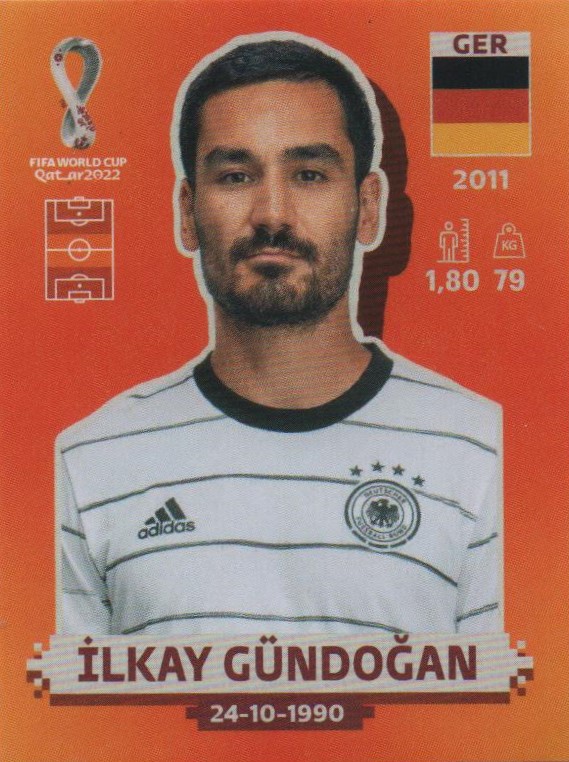 GER
FIFA WORLD CUP
Qatar2022
2011
KG
1,80 79
adidas
DEUTSCHER
FUSSBALL-BUND
İLKAY GÜNDOĞAN
24-10-1990